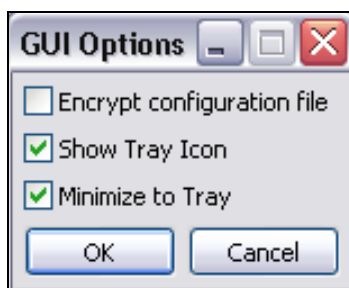 GUI Options
Encrypt configuration file
Show Tray Icon
Minimize to Tray
OK Cancel